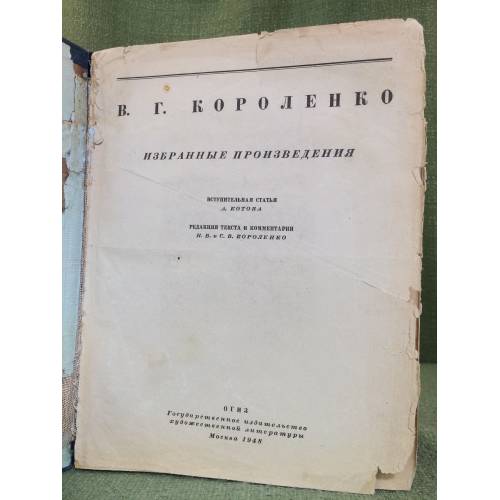 В. Г. КОРОЛЕНКО
ИЗБРАННЫЕ ПРОИЗВЕДЕНИЯ
ВСТУПИТЕЛЬНАЯ СТАТЬЯ
А. КОТОВА
РЕДАКЦИЯ ТЕКСТА И КОММЕНТАРИИ
Н. В. и С. В. КОРОЛЕНКО
ОГИЗ
Государственное издательство
художественной литературы
Москва 1948